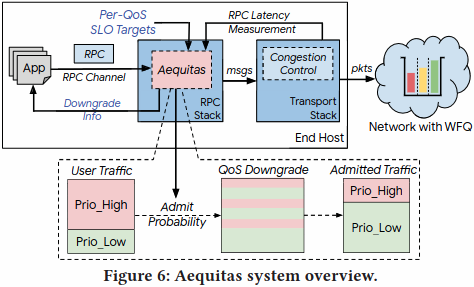 Per-QoS
SLO Targets
RPC Latency
Measurement
App
RPC
RPC Channel
Aequitas
msgs
Congestion
Control
pkts
Downgrade
Info
RPC
Stack
Transport
Stack
End Host
Network with WFQ
User Traffic
QoS Downgrade
Admitted Traffic
Prio_High
Prio_Low
Admit
Probability
Prio_High
Prio_Low
Figure 6: Aequitas system overview.